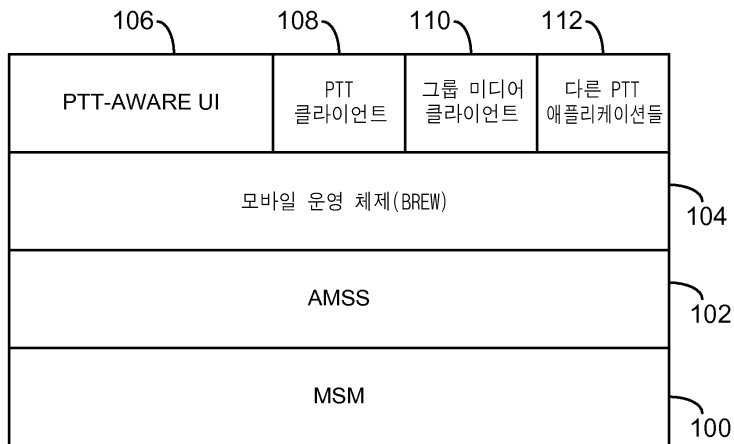 106
108
110
112
PTT-AWARE UI
PTT
클라이언트
그룹 미디어
클라이언트
다른 PTT
애플리케이션들
모바일 운영 체제(BREW)
104
AMSS
102
MSM
100